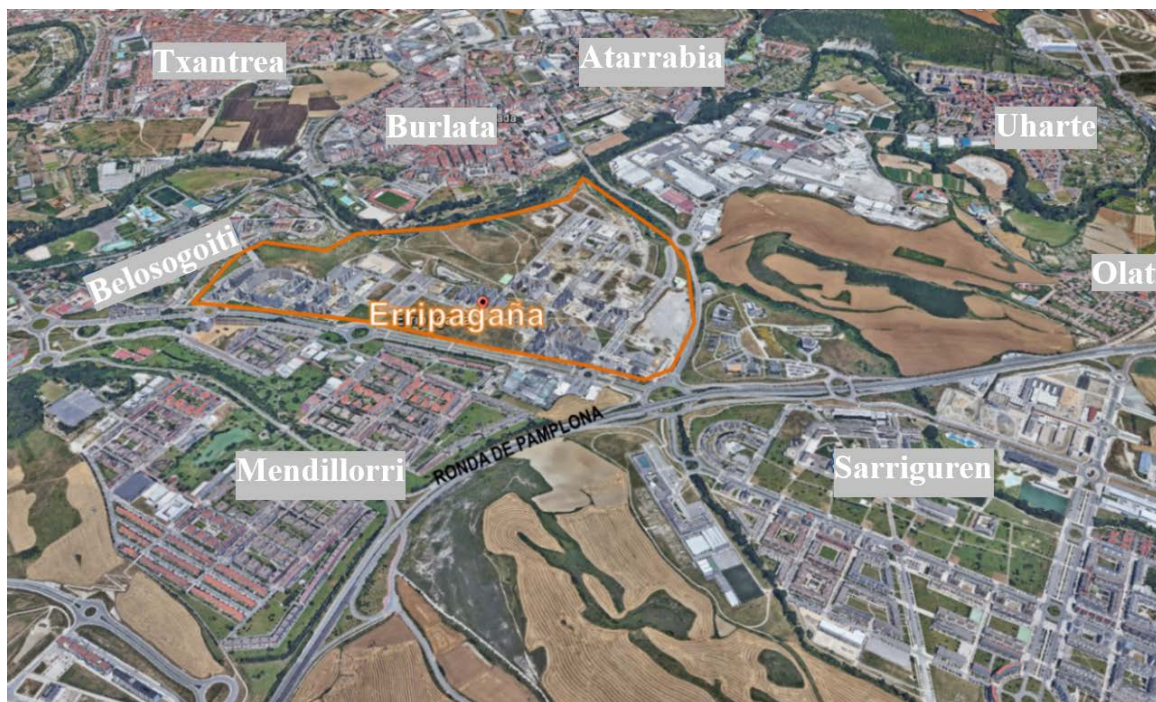 Txantrea
Atarrabia
Burlata
Uharte
Belosogoiti
Olat
Erripagaña
RONDA DE PAMPLONA
Mendillorri
Sarriguren